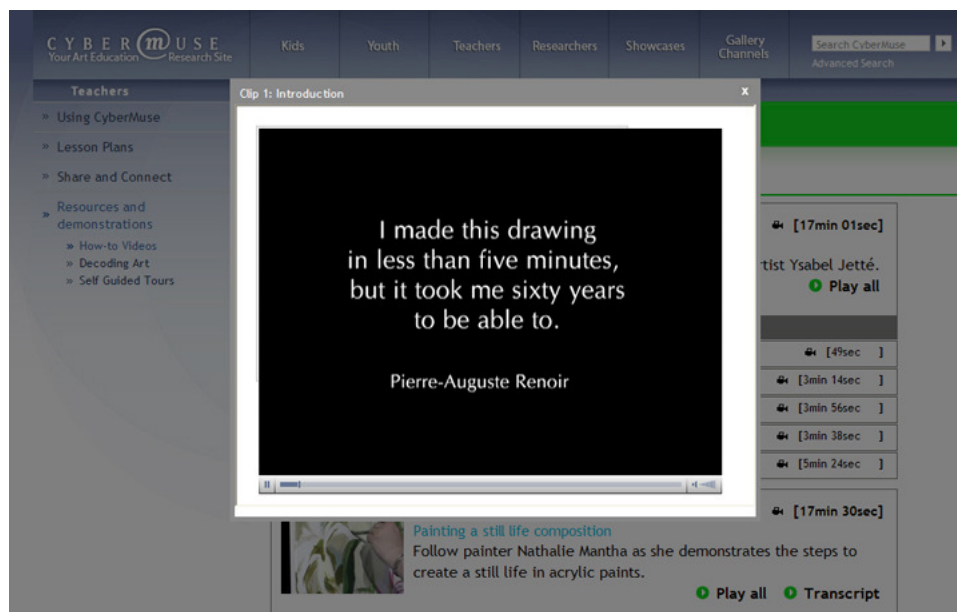 CYBERMUSE
Your Art Education Research Site
Kids
Youth
Teachers
Researchers
Showcases
Gallery
Channels
Search CyberMuse
Advanced Search
Teachers
» Using CyberMuse
» Lesson Plans
» Share and Connect
» Resources and
demonstrations
» How-to Videos
» Decoding Art
» Self Guided Tours
Clip 1: Introduction
x
I made this drawing
in less than five minutes,
but it took me sixty years
to be able to.
Pierre-Auguste Renoir
[17min 01sec]
Ysabel Jetté.
Play all
[49sec ]
[3min 14sec ]
[3min 56sec ]
[3min 38sec ]
[5min 24sec ]
[17min 30sec]
Painting a still life composition
Follow painter Nathalie Mantha as she demonstrates the steps to
create a still life in acrylic paints.
Play all
Transcript